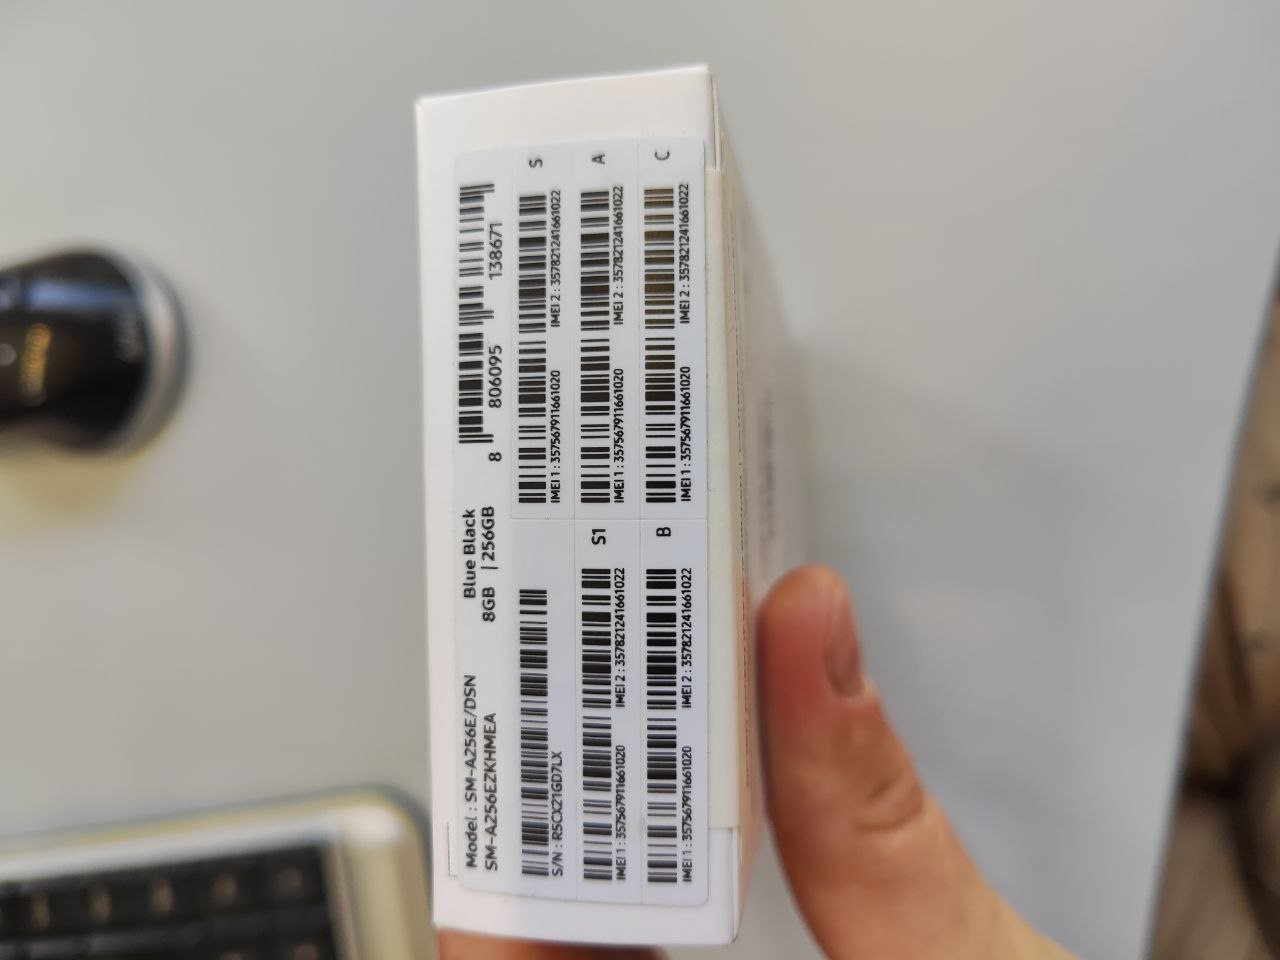 Model : SM-A256E/DSN
SM-A256EZKHMEA
Blue Black
8GB | 256GB
8 806095 138671
S/N : R5CX21GD7LX
S
IMEI 1 : 357567911661020
IMEI 2 : 357821241661022
S1
IMEI 1 : 357567911661020
IMEI 2 : 357821241661022
A
IMEI 1 : 357567911661020
IMEI 2 : 357821241661022
B
IMEI 1 : 357567911661020
IMEI 2 : 357821241661022
C
IMEI 1 : 357567911661020
IMEI 2 : 357821241661022